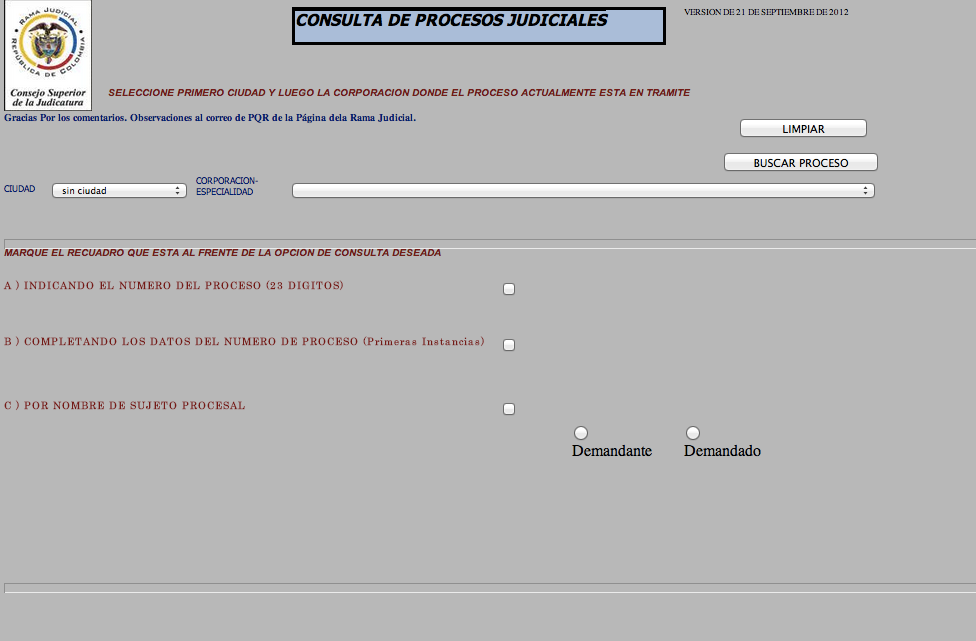 RAMA JUDICIAL
REPÚBLICA DE COLOMBIA
Consejo Superior
de la Judicatura
CONSULTA DE PROCESOS JUDICIALES
VERSION DE 21 DE SEPTIEMBRE DE 2012
SELECCIONE PRIMERO CIUDAD Y LUEGO LA CORPORACION DONDE EL PROCESO ACTUALMENTE ESTA EN TRAMITE
Gracias Por los comentarios. Observaciones al correo de PQR de la Página dela Rama Judicial.
LIMPIAR
BUSCAR PROCESO
CIUDAD
sin ciudad
CORPORACION-
ESPECIALIDAD
MARQUE EL RECUADRO QUE ESTA AL FRENTE DE LA OPCION DE CONSULTA DESEADA
A ) INDICANDO EL NUMERO DEL PROCESO (23 DIGITOS)
B ) COMPLETANDO LOS DATOS DEL NUMERO DE PROCESO (Primeras Instancias)
C ) POR NOMBRE DE SUJETO PROCESAL
Demandante
Demandado